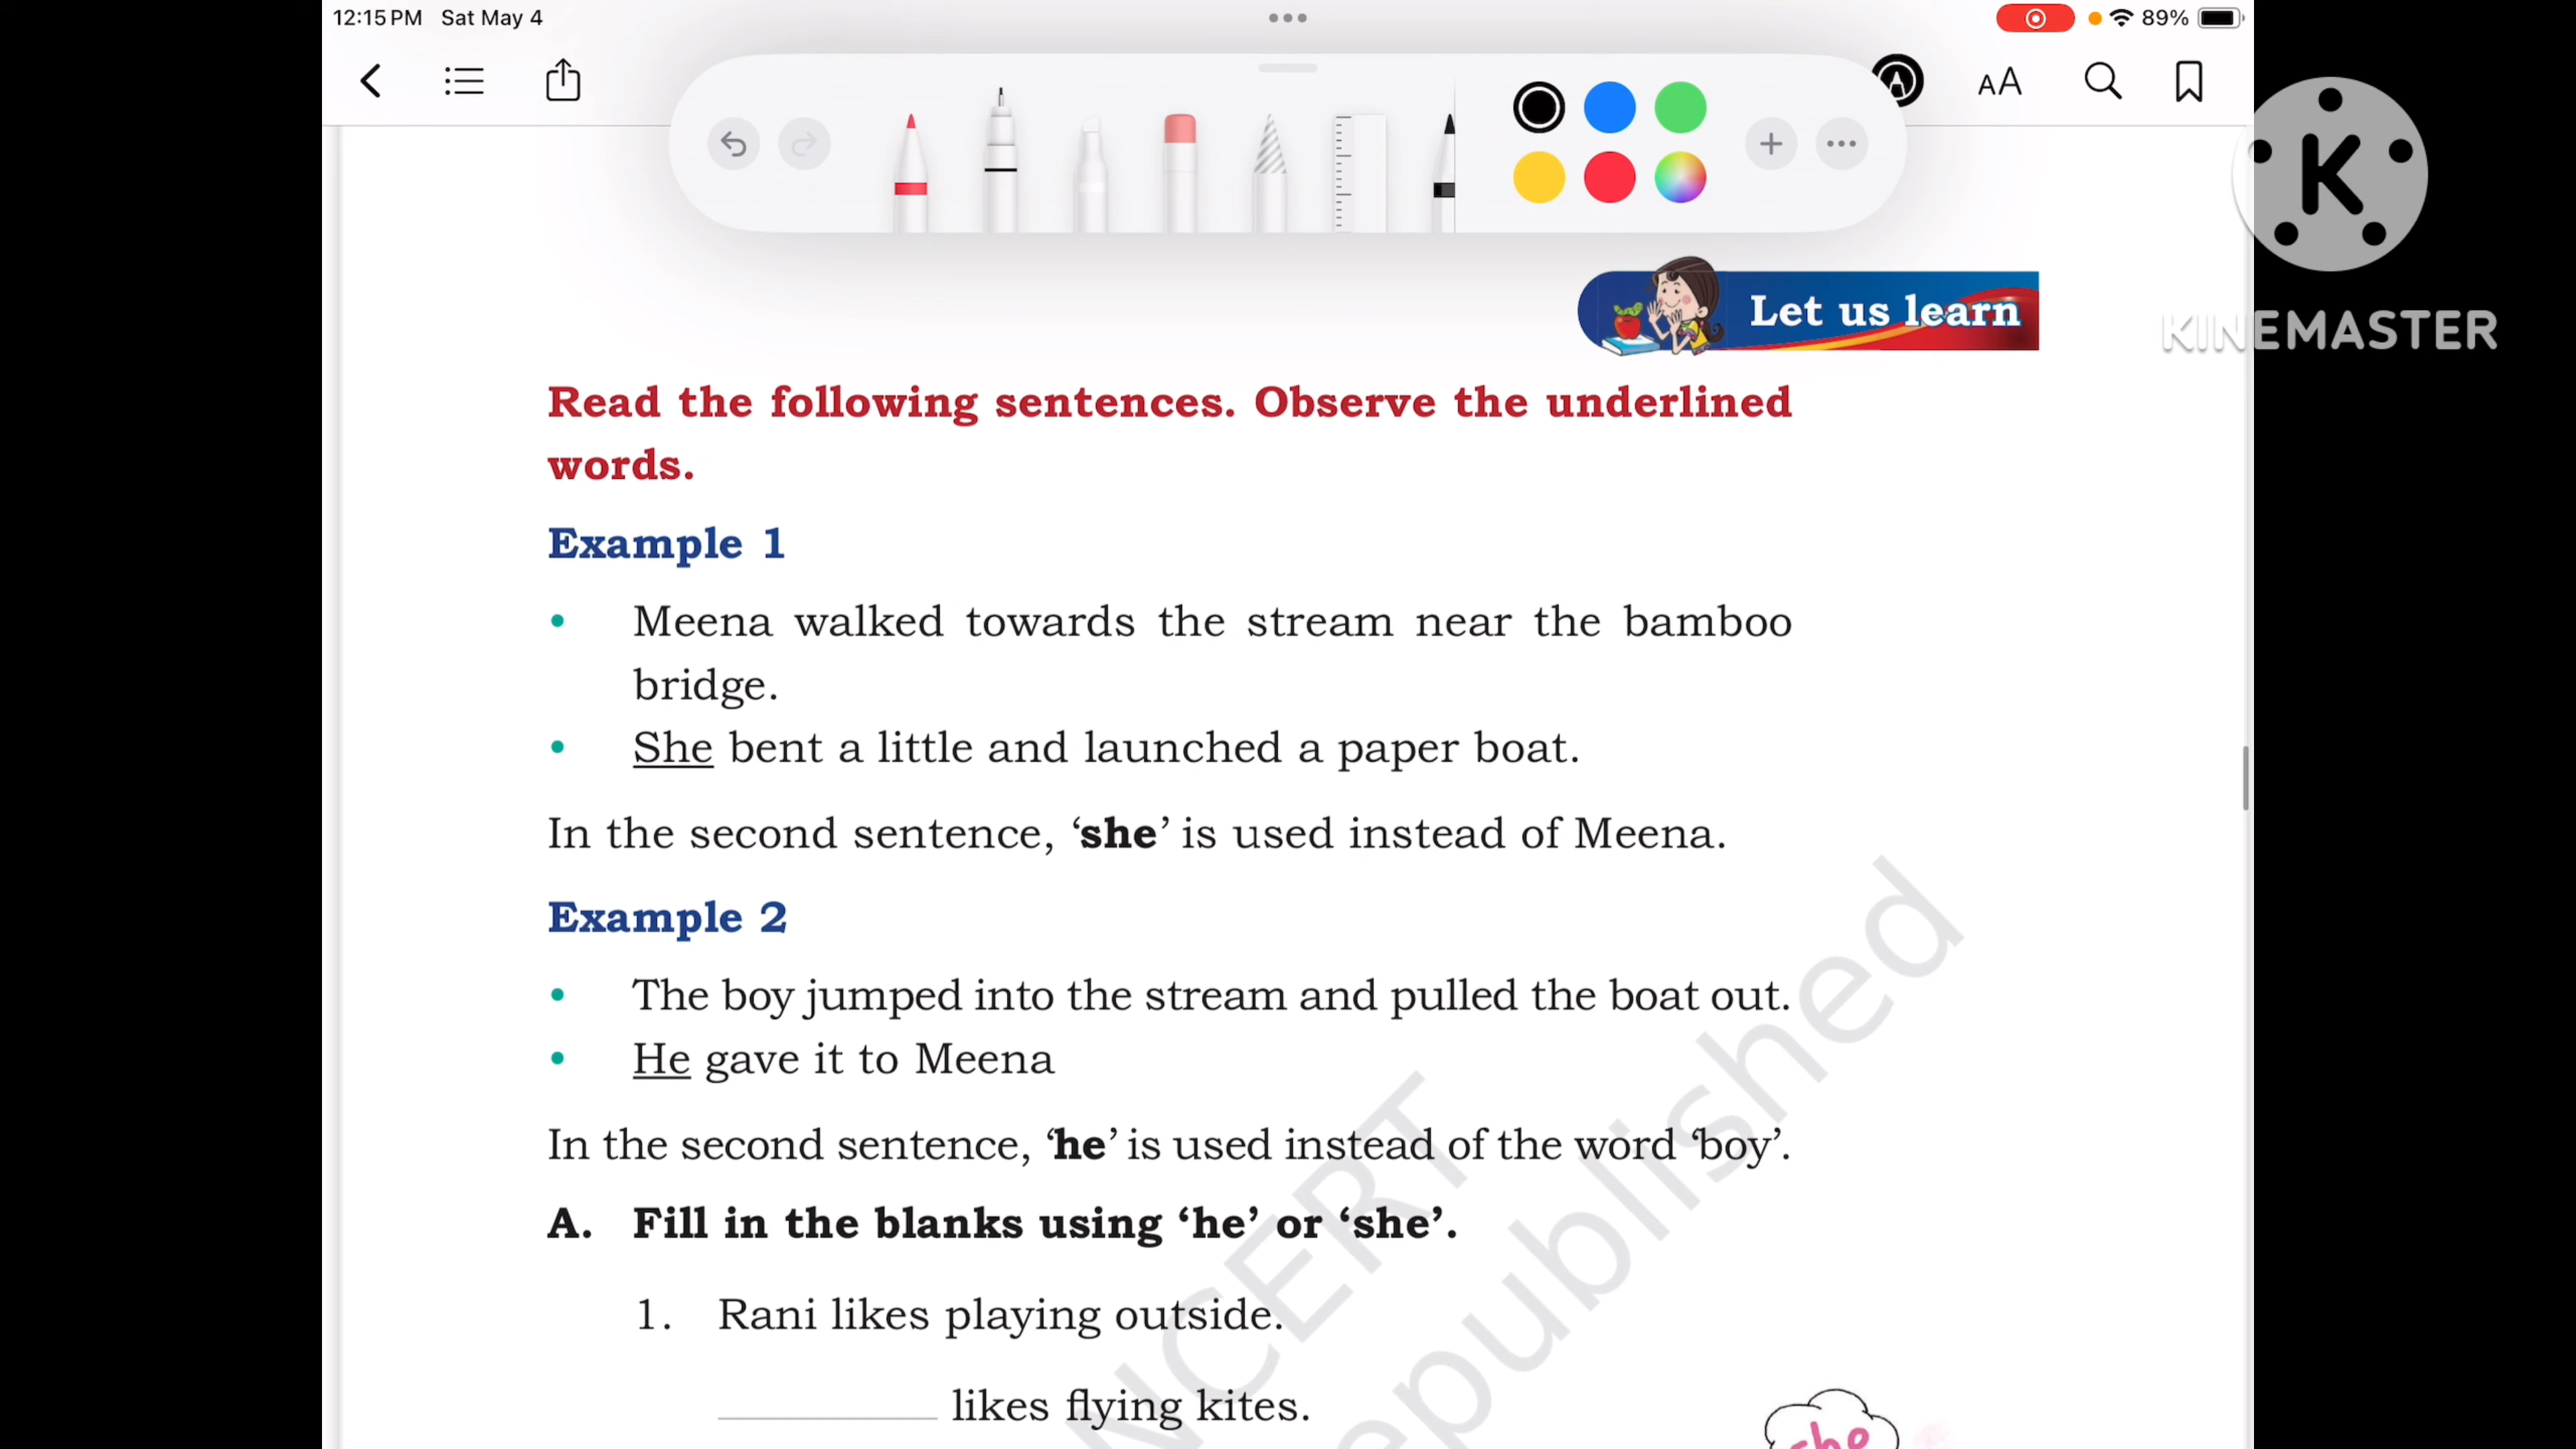 12:15 PM Sat May 4
89%
AA
K
KINEMASTER
Let us learn
Read the following sentences. Observe the underlined
words.
Example 1
• Meena walked towards the stream near the bamboo
bridge.
• She bent a little and launched a paper boat.
In the second sentence, ‘she’ is used instead of Meena.
Example 2
• The boy jumped into the stream and pulled the boat out.
• He gave it to Meena
In the second sentence, ‘he’ is used instead of the word ‘boy’.
A. Fill in the blanks using ‘he’ or ‘she’.
1. Rani likes playing outside.
likes flying kites.
she
NCERT
epublished